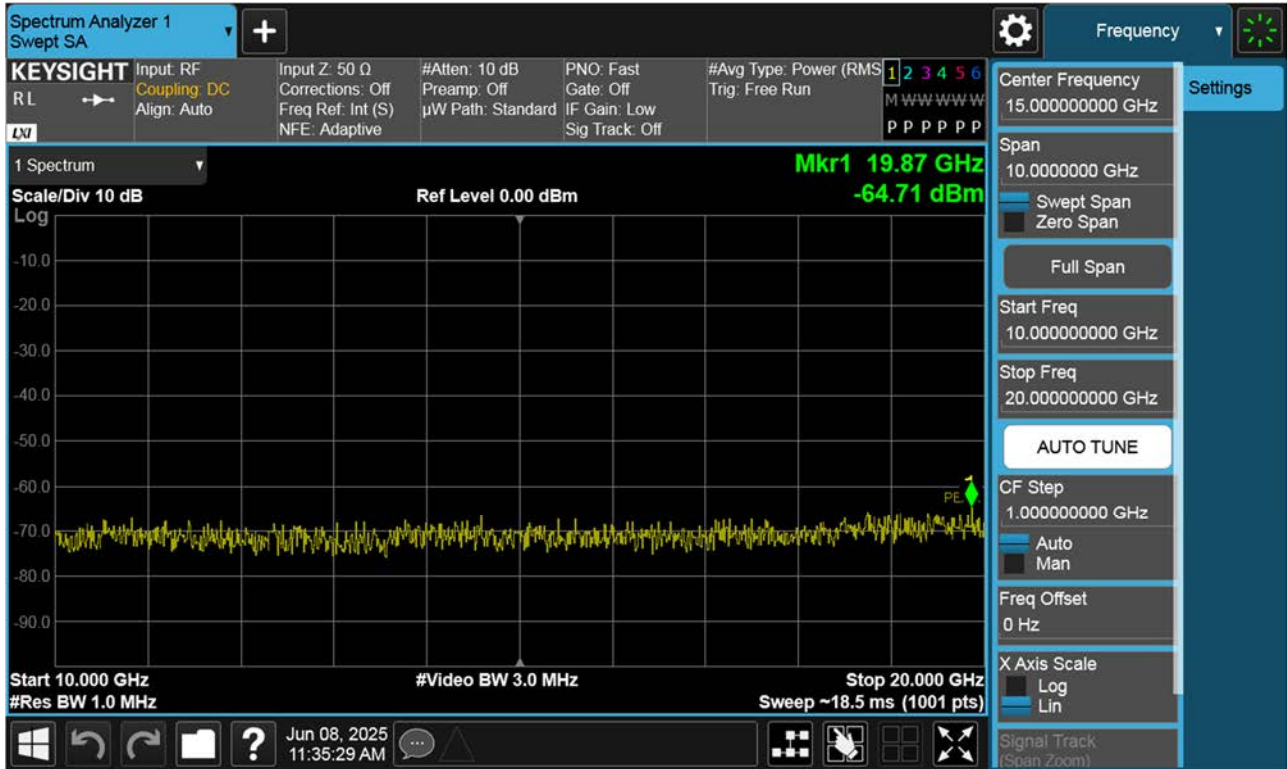 Spectrum Analyzer 1
Swept SA
+
Frequency
KEYSIGHT
RL
LXI
Input: RF
Coupling: DC
Align: Auto
Input Z: 50 Ω
Corrections: Off
Freq Ref: Int (S)
NFE: Adaptive
#Atten: 10 dB
Preamp: Off
µW Path: Standard
PNO: Fast
Gate: Off
IF Gain: Low
Sig Track: Off
#Avg Type: Power (RMS
Trig: Free Run
1 2 3 4 5 6
M W W W W W
P P P P P P
1 Spectrum
Scale/Div 10 dB
Ref Level 0.00 dBm
Mkr1 19.87 GHz
-64.71 dBm
Log
-10.0
-20.0
-30.0
-40.0
-50.0
-60.0
-70.0
-80.0
-90.0
1
Start 10.000 GHz
#Video BW 3.0 MHz
Stop 20.000 GHz
#Res BW 1.0 MHz
Sweep ~18.5 ms (1001 pts)
?
Jun 08, 2025
11:35:29 AM
Center Frequency
15.000000000 GHz
Span
10.0000000 GHz
Swept Span
Zero Span
Full Span
Start Freq
10.000000000 GHz
Stop Freq
20.000000000 GHz
AUTO TUNE
CF Step
1.000000000 GHz
Auto
Man
Freq Offset
0 Hz
X Axis Scale
Log
Lin
Signal Track
(Span Zoom)
Settings